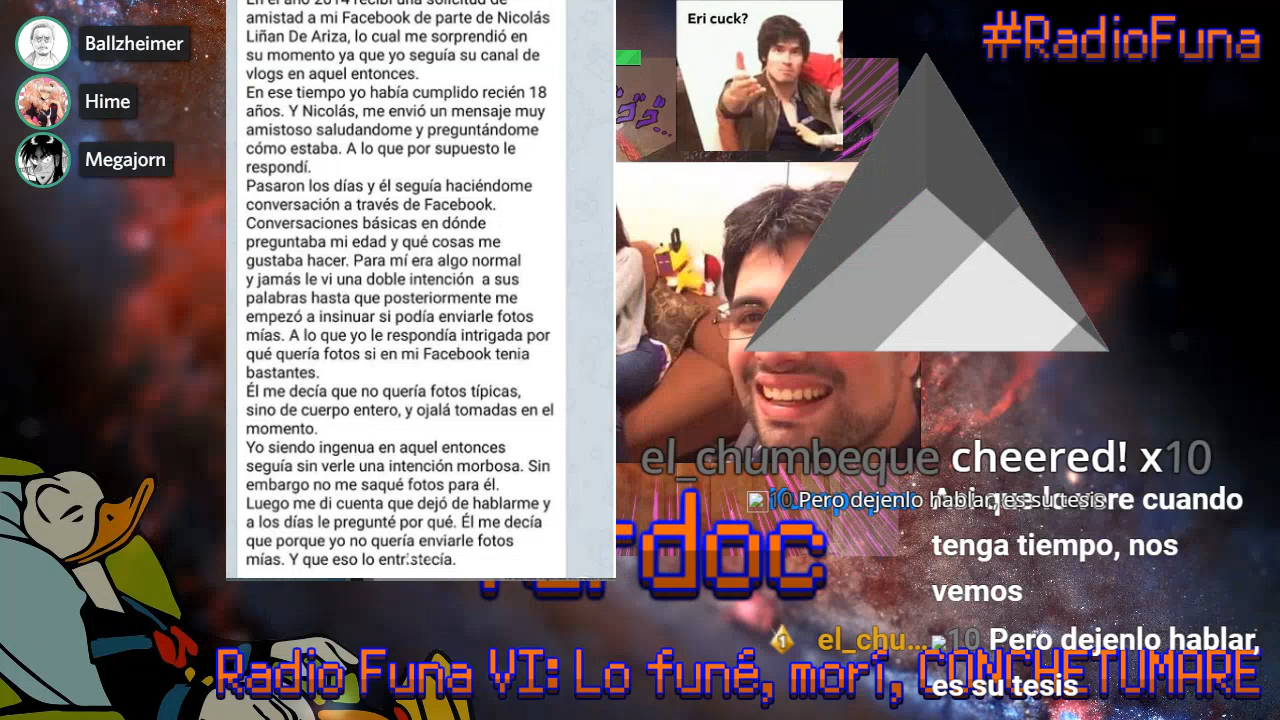 Ballzheimer
Hime
Megajorn
En el año 2014 recibí una solicitud de
amistad a mi Facebook de parte de Nicolás
Liñan De Ariza, lo cual me sorprendió en
su momento ya que yo seguía su canal de
vlogs en aquel entonces.
En ese tiempo yo había cumplido recién 18
años. Y Nicolás, me envió un mensaje muy
amistoso saludandome y preguntándome
cómo estaba. A lo que por supuesto le
respondí.
Pasaron los días y él seguía haciéndome
conversación a través de Facebook.
Conversaciones básicas en dónde
preguntaba mi edad y qué cosas me
gustaba hacer. Para mí era algo normal
y jamás le vi una doble intención a sus
palabras hasta que posteriormente me
empezó a insinuar si podía enviarle fotos
mías. A lo que yo le respondía intrigada por
qué quería fotos si en mi Facebook tenia
bastantes.
Él me decía que no quería fotos típicas,
sino de cuerpo entero, y ojalá tomadas en el
momento.
Yo siendo ingenua en aquel entonces
seguía sin verle una intención morbosa. Sin
embargo no me saqué fotos para él.
Luego me di cuenta que dejó de hablarme y
a los días le pregunté por qué. Él me decía
que porque yo no quería enviarle fotos
mías. Y que eso lo entristecía.
Eri cuck?
#RadioFuna
el_chumbeque cheered! x10
10 Pero dejenlo hablar, es su tesis
cuando
tenga tiempo, nos
vemos
el_chu... 10 Pero dejenlo hablar,
es su tesis
doc
Radio Funa VI: Lo funé, morí, CONCHETUMARE